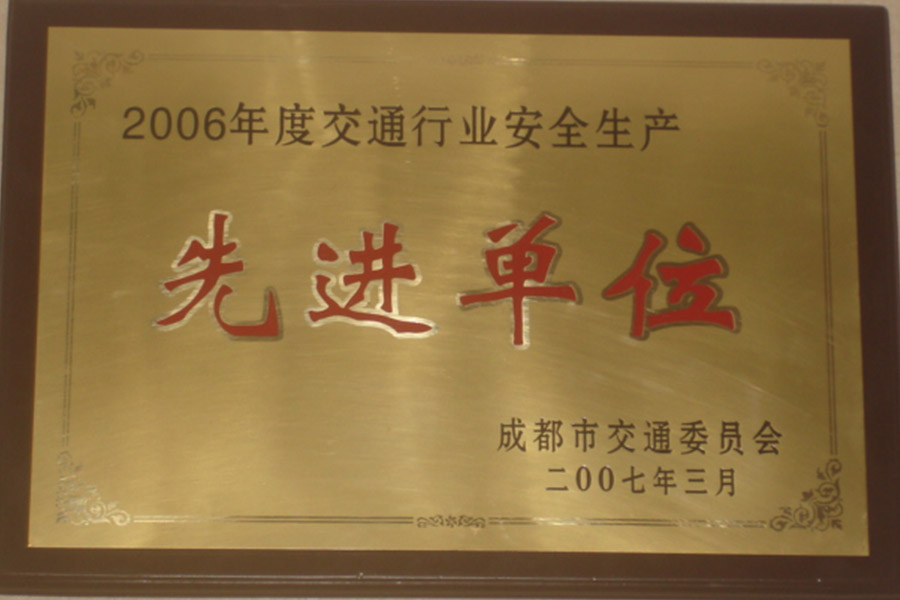 2006年度交通行业安全生产
先进单位
成都市交通委员会
二00七年三月